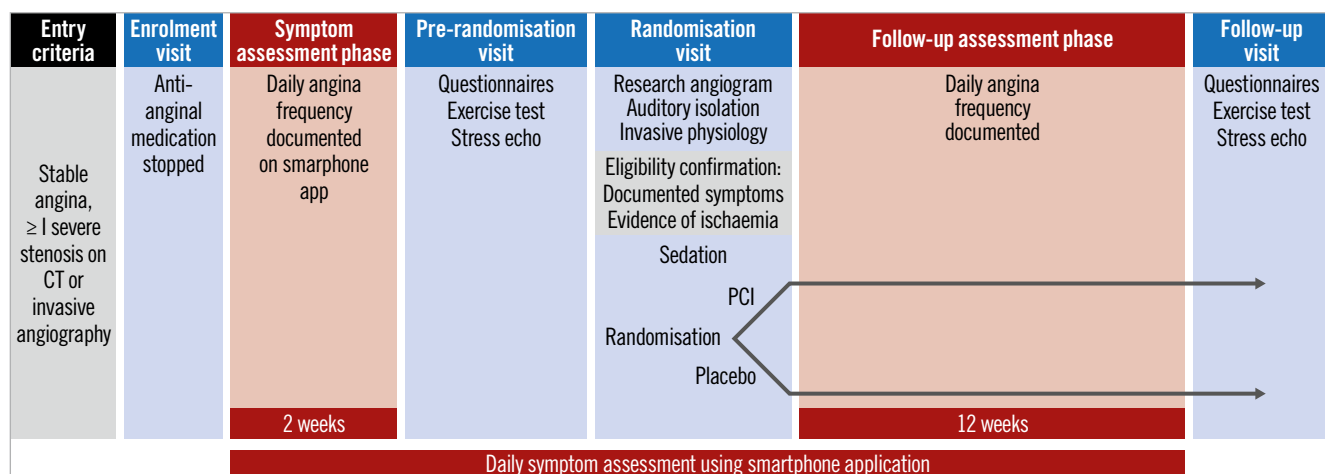 Entry
criteria
Stable
angina,
≥ I severe
stenosis on
CT or
invasive
angiography
Enrolment
visit
Anti-
anginal
medication
stopped
Symptom
assessment phase
Daily angina
frequency
documented
on smarphone
app
2 weeks
Pre-randomisation
visit
Questionnaires
Exercise test
Stress echo
Randomisation
visit
Research angiogram
Auditory isolation
Invasive physiology
Eligibility confirmation:
Documented symptoms
Evidence of ischaemia
Sedation
PCI
Randomisation
Placebo
Follow-up assessment phase
Daily angina
frequency
documented
12 weeks
Follow-up
visit
Questionnaires
Exercise test
Stress echo
Daily symptom assessment using smartphone application